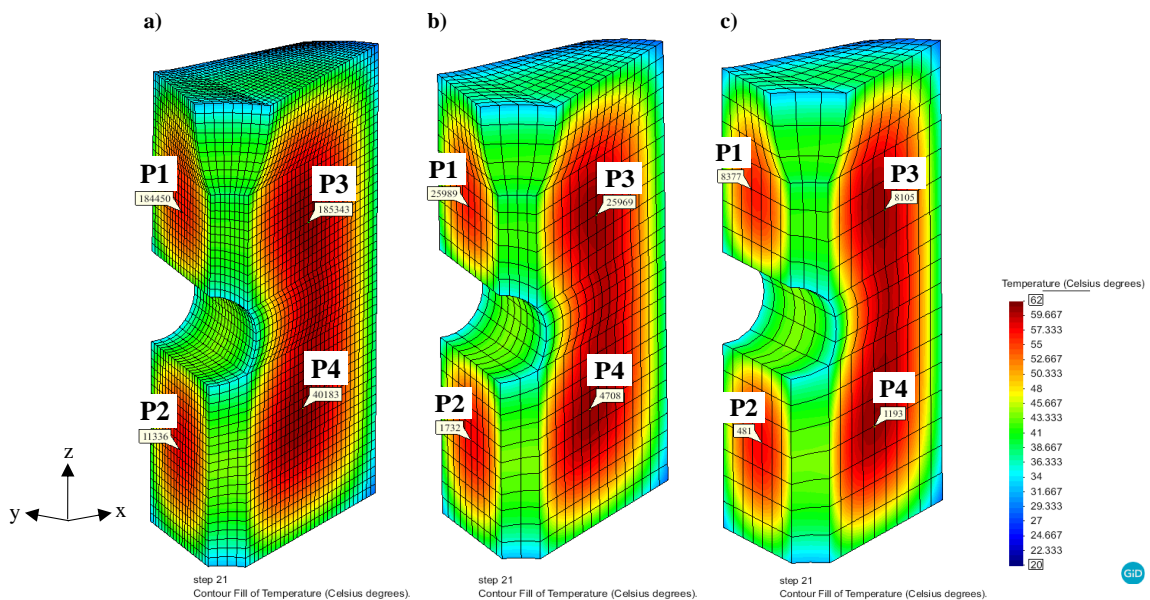 a)
b)
c)
P1
184450
P3
185343
P2
11336
P4
40183
P1
25989
P3
25969
P2
1732
P4
4708
P1
8377
P3
8105
P2
481
P4
1193
z
y
x
Temperature (Celsius degrees)
62
59.667
57.333
55
52.667
50.333
48
45.667
43.333
41
38.667
36.333
34
31.667
29.333
27
24.667
22.333
20
GiD
step 21
Contour Fill of Temperature (Celsius degrees).
step 21
Contour Fill of Temperature (Celsius degrees).
step 21
Contour Fill of Temperature (Celsius degrees).